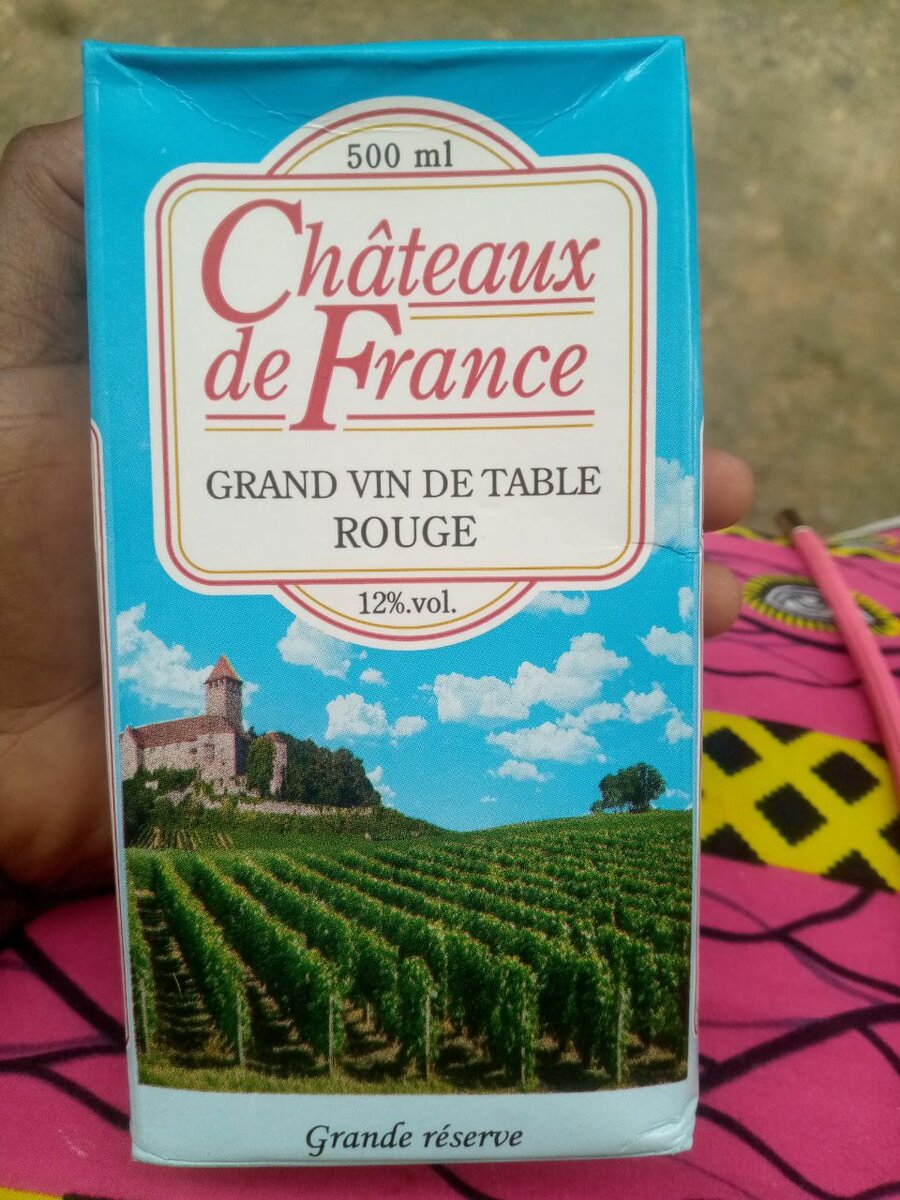 500 ml
Châteaux
de France
GRAND VIN DE TABLE
ROUGE
12%.vol.
Grande réserve